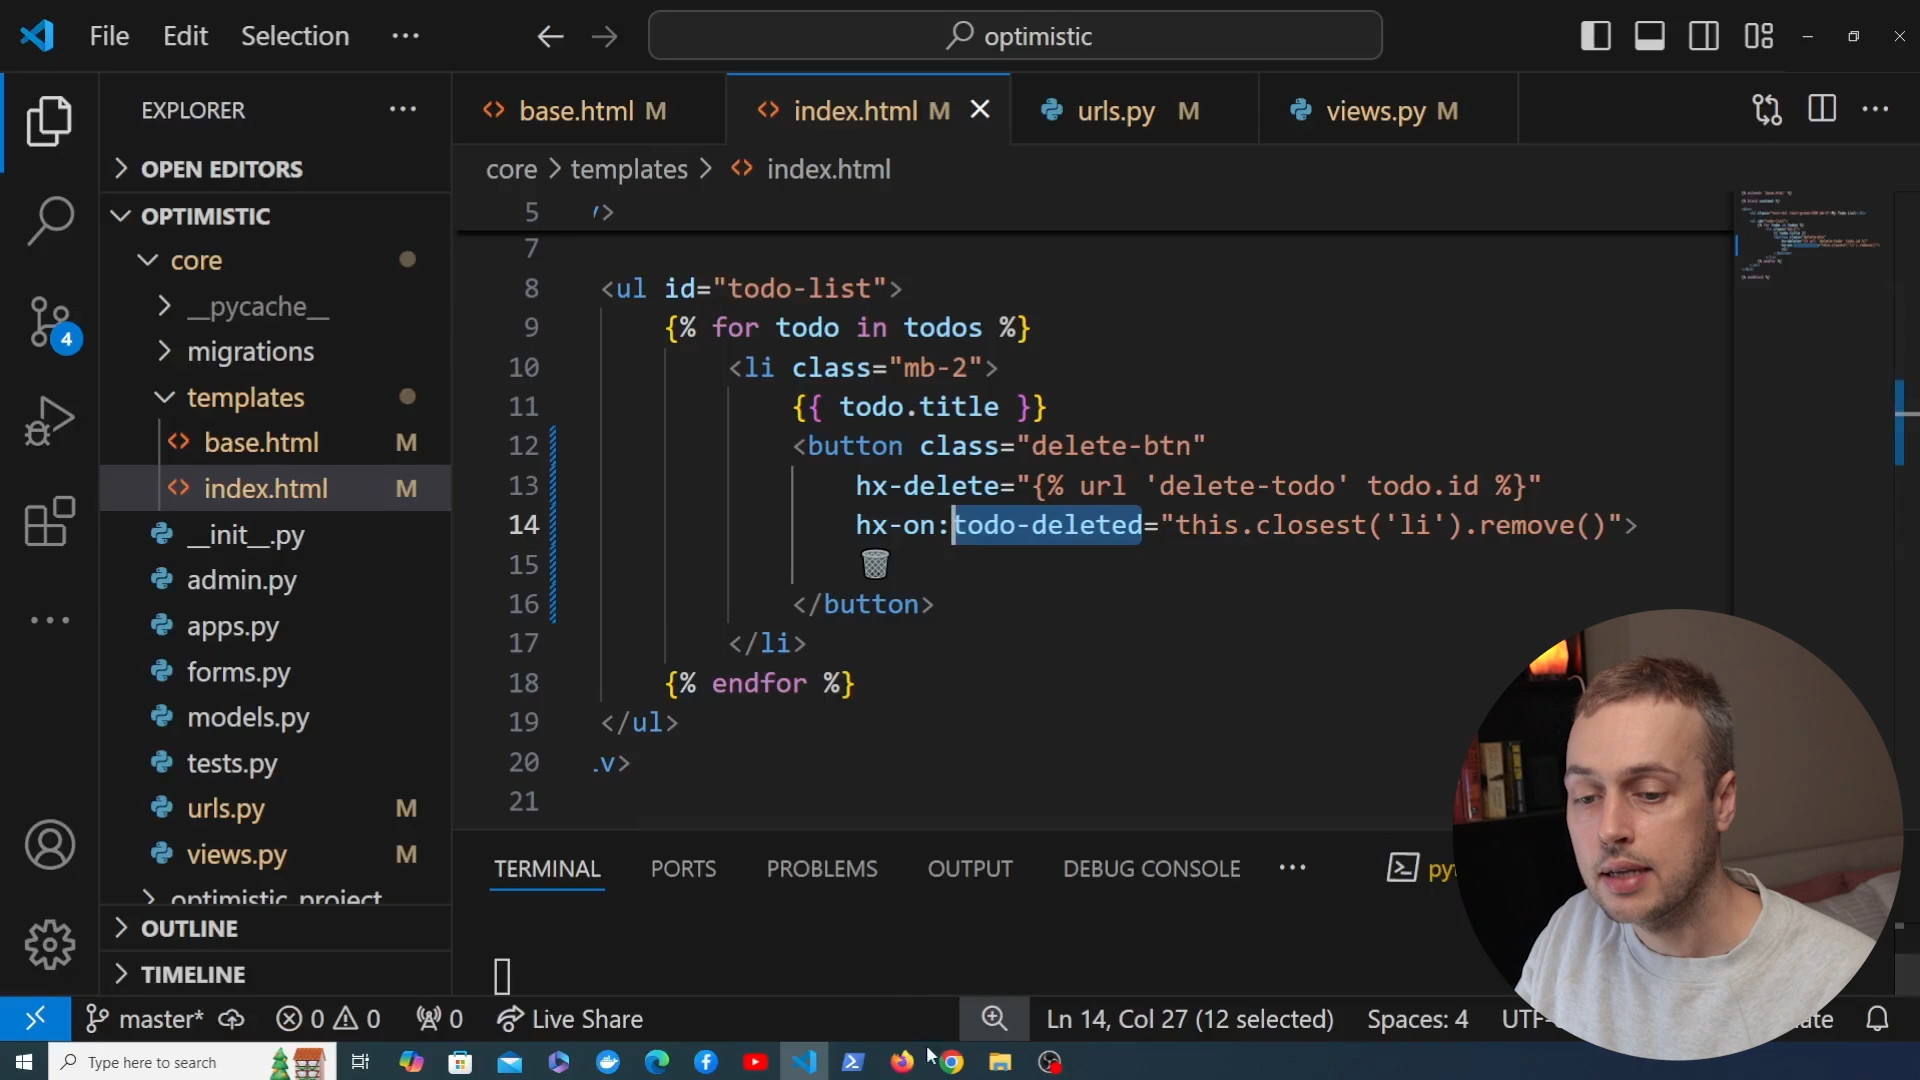 File Edit Selection ···
optimistic
EXPLORER ···
OPEN EDITORS
OPTIMISTIC
core
__pycache__
migrations
templates
base.html M
index.html M
__init__.py
admin.py
apps.py
forms.py
models.py
tests.py
urls.py M
views.py M
optimistic_project
OUTLINE
TIMELINE
4
base.html M
index.html M
urls.py M
views.py M
core > templates > index.html
5 />
7
8 <ul id="todo-list">
9 {% for todo in todos %}
10 <li class="mb-2">
11 {{ todo.title }}
12 <button class="delete-btn"
13 hx-delete="{% url 'delete-todo' todo.id %}"
14 hx-on:todo-deleted="this.closest('li').remove()">
15 🗑
16 </button>
17 </li>
18 {% endfor %}
19 </ul>
20 .v>
21
TERMINAL PORTS PROBLEMS OUTPUT DEBUG CONSOLE ···
master* 0 0 0 Live Share Ln 14, Col 27 (12 selected) Spaces: 4
Type here to search